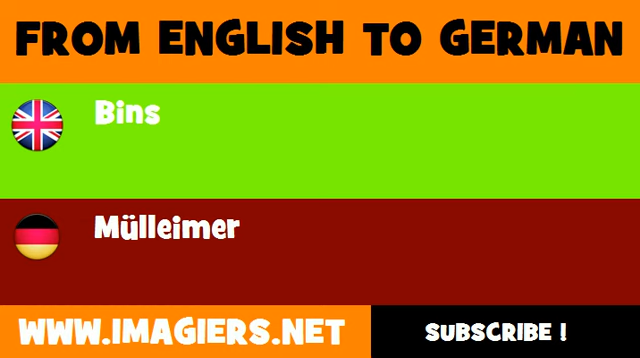 FROM ENGLISH TO GERMAN
Bins
Mülleimer
WWW.IMAGIERS.NET
SUBSCRIBE !